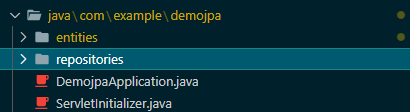 java\com\example\demojpa
entities
repositories
DemojpaApplication.java
ServletInitializer.java